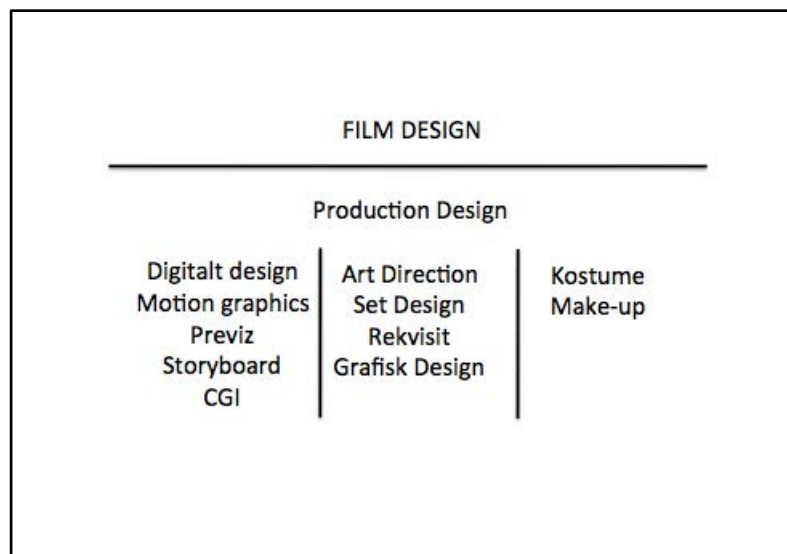 FILM DESIGN
Production Design
Digitalt design
Motion graphics
Previz
Storyboard
CGI
Art Direction
Set Design
Rekvisit
Grafisk Design
Kostume
Make-up